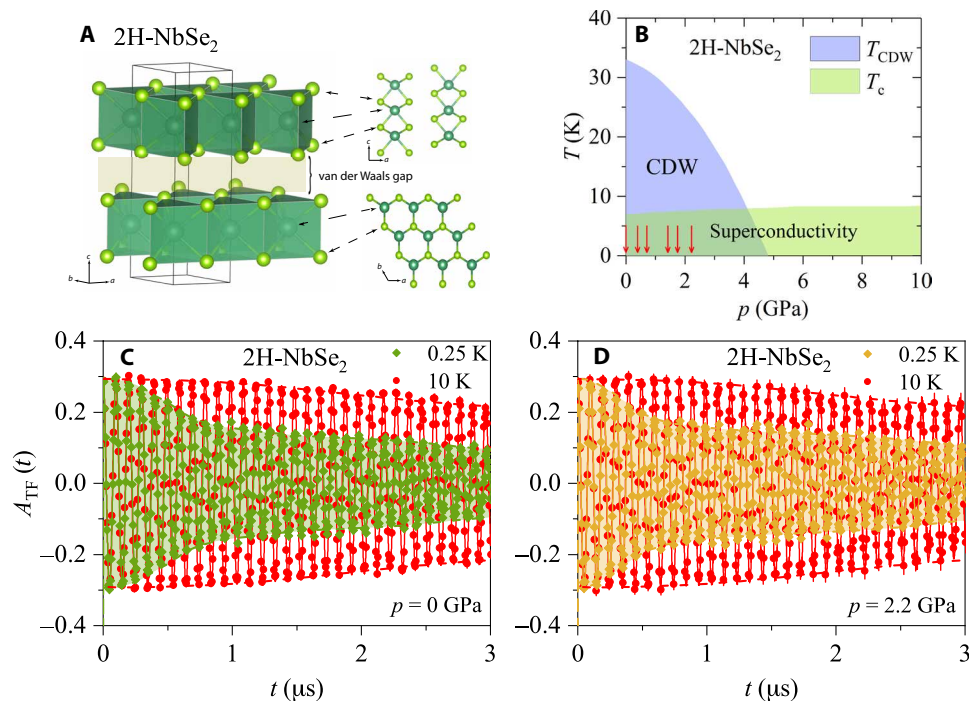 A
2H-NbSe2
c
a
van der Waals gap
b
a
c
b
a
B
2H-NbSe2
TCDW
Tc
40
30
20
10
0
T (K)
CDW
Superconductivity
0
2
4
6
8
10
p (GPa)
C
2H-NbSe2
0.25 K
10 K
0.4
0.2
0.0
–0.2
–0.4
ATF (t)
p = 0 GPa
0
1
2
3
t (μs)
D
2H-NbSe2
0.25 K
10 K
0.4
0.2
0.0
–0.2
–0.4
p = 2.2 GPa
0
1
2
3
t (μs)